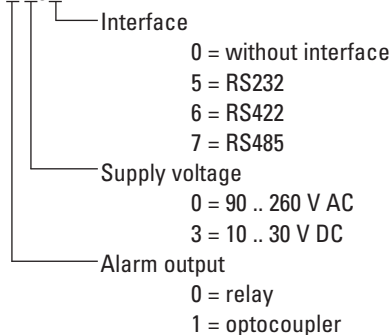 Interface
0 = without interface
5 = RS232
6 = RS422
7 = RS485
Supply voltage
0 = 90 .. 260 V AC
3 = 10 .. 30 V DC
Alarm output
0 = relay
1 = optocoupler